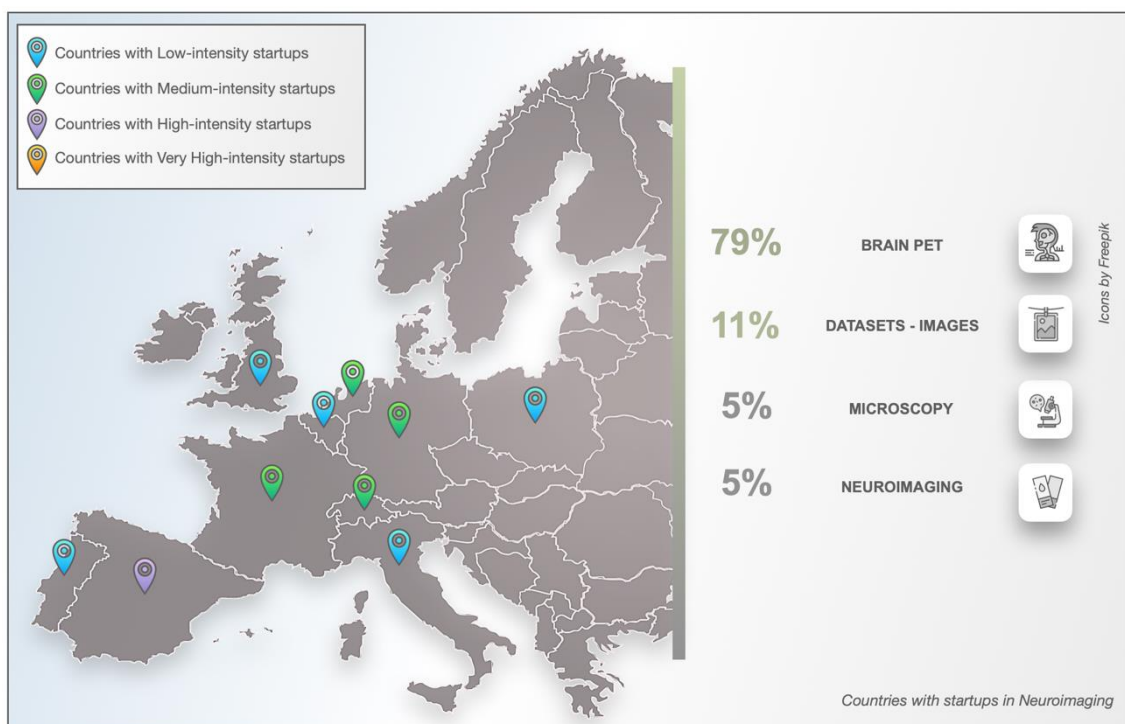 Countries with Low-intensity startups
Countries with Medium-intensity startups
Countries with High-intensity startups
Countries with Very High-intensity startups
79% BRAIN PET
11% DATASETS - IMAGES
5% MICROSCOPY
5% NEUROIMAGING
Icons by Freepik
Countries with startups in Neuroimaging